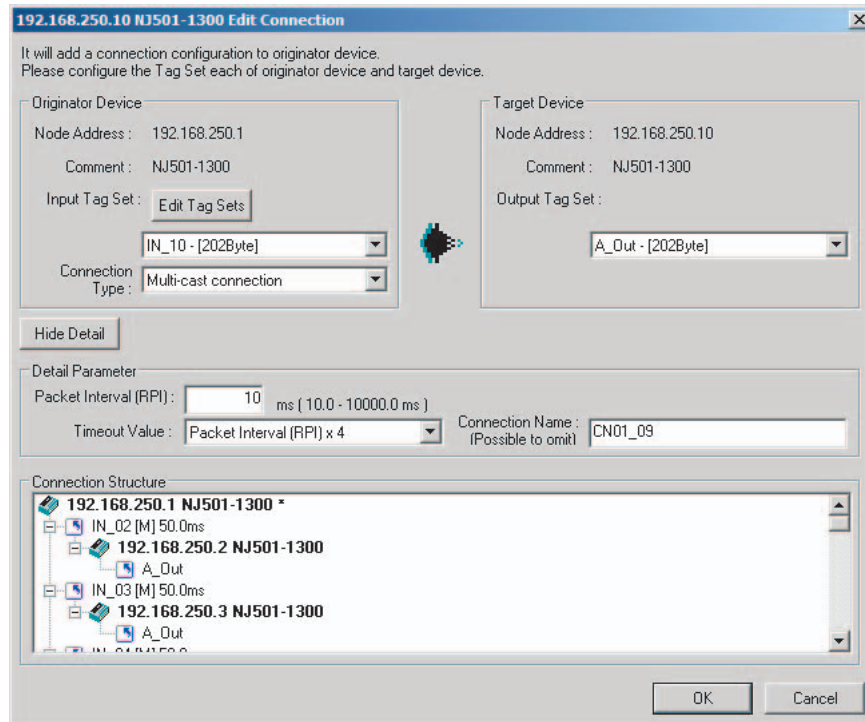 192.168.250.10 NJ501-1300 Edit Connection
It will add a connection configuration to originator device.
Please configure the Tag Set each of originator device and target device.
Originator Device
Node Address : 192.168.250.1
Comment : NJ501-1300
Input Tag Set : Edit Tag Sets
IN_10 - [202Byte]
Connection Type : Multi-cast connection
Target Device
Node Address : 192.168.250.10
Comment : NJ501-1300
Output Tag Set :
A_Out - [202Byte]
Hide Detail
Detail Parameter
Packet Interval (RPI) : 10 ms ( 10.0 - 10000.0 ms )
Timeout Value : Packet Interval (RPI) x 4
Connection Name : (Possible to omit) CN01_09
Connection Structure
192.168.250.1 NJ501-1300 *
IN_02 [M] 50.0ms
192.168.250.2 NJ501-1300
A_Out
IN_03 [M] 50.0ms
192.168.250.3 NJ501-1300
A_Out
OK Cancel